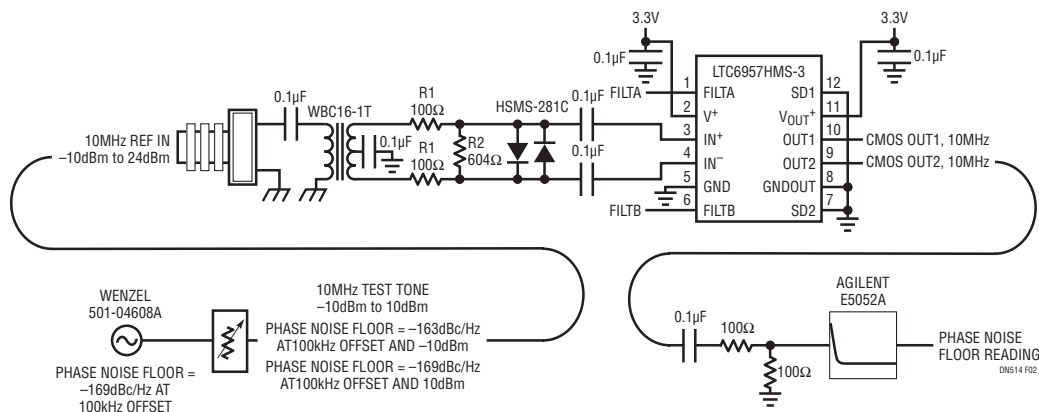 3.3V
0.1µF
3.3V
0.1µF
LTC6957HMS-3
FILTA
1
FILTA
2
V+
3
IN+
4
IN–
5
GND
6
FILTB
FILTB
SD1
12
VOUT+
11
OUT1
10
OUT2
9
GNDOUT
8
SD2
7
CMOS OUT1, 10MHz
CMOS OUT2, 10MHz
10MHz REF IN
–10dBm to 24dBm
0.1µF
WBC16-1T
0.1µF
R1
100Ω
R1
100Ω
R2
604Ω
HSMS-281C
0.1µF
0.1µF
WENZEL
501-04608A
PHASE NOISE FLOOR =
–169dBc/Hz AT
100kHz OFFSET
10MHz TEST TONE
–10dBm to 10dBm
PHASE NOISE FLOOR = –163dBc/Hz
AT100kHz OFFSET AND –10dBm
PHASE NOISE FLOOR = –169dBc/Hz
AT100kHz OFFSET AND 10dBm
0.1µF
100Ω
100Ω
AGILENT
E5052A
PHASE NOISE
FLOOR READING
DN514 F02